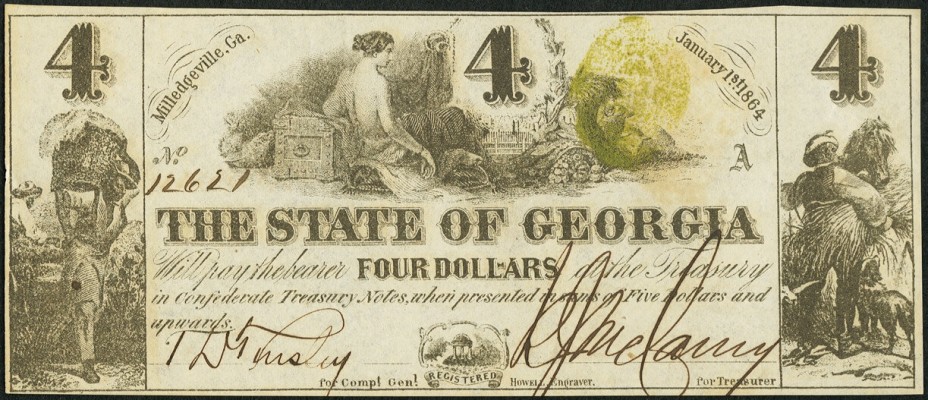 4 4 4
Milledgeville, Ga.
January 1st, 1864
No
12621
A
THE STATE OF GEORGIA
Will pay the bearer FOUR DOLLARS at the Treasury
in Confederate Treasury Notes, when presented in sums of Five Dollars and
upwards.
REGISTERED
for Compt Genl.
HOWELL, Engraver.
for Treasurer